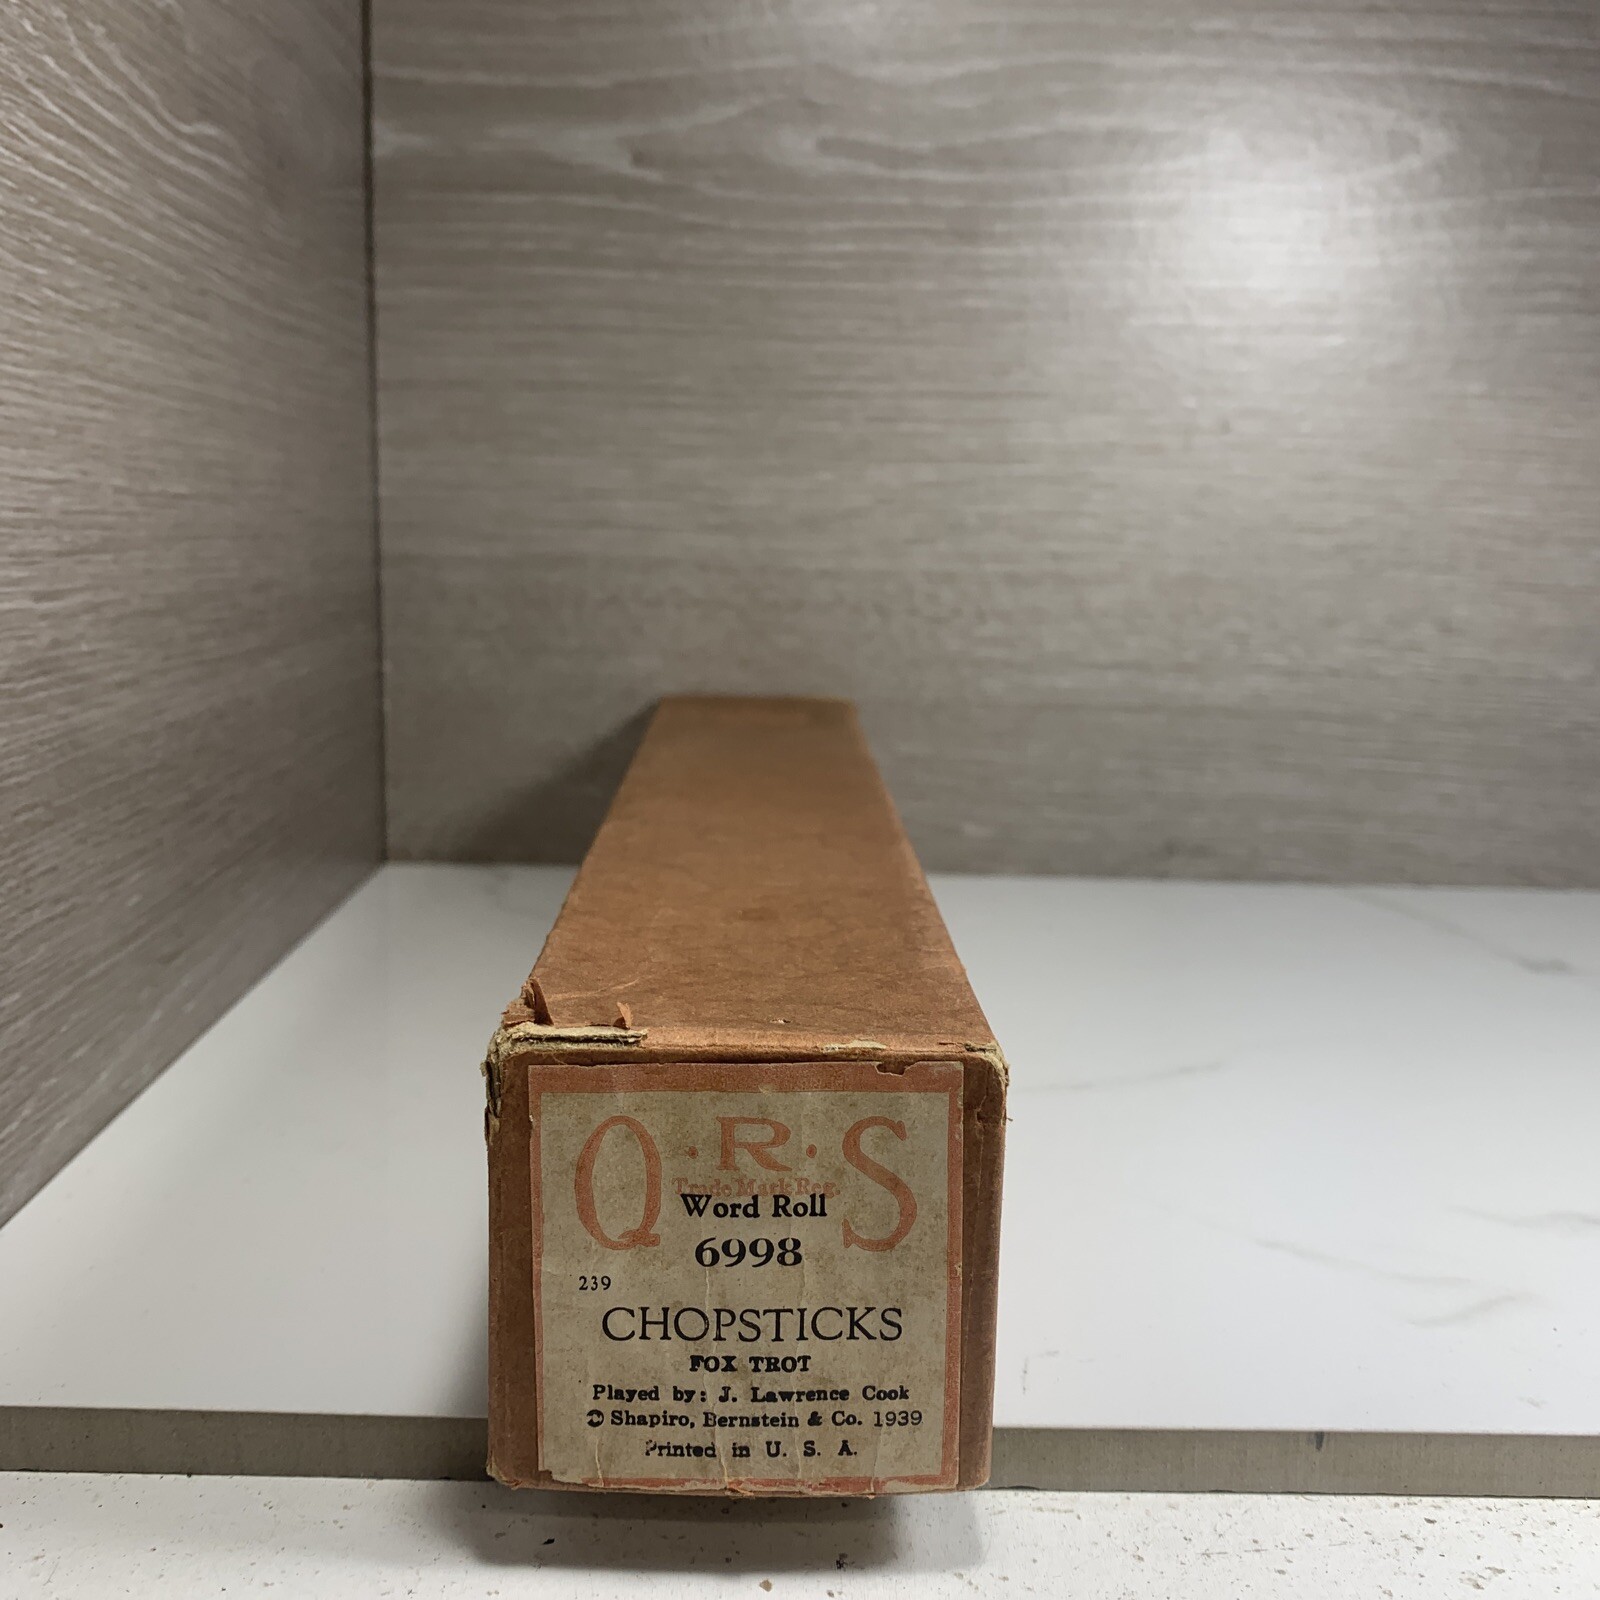 Q·R·S
Trade Mark Reg.
Word Roll
6998
239
CHOPSTICKS
FOX TROT
Played by: J. Lawrence Cook
© Shapiro, Bernstein & Co. 1939
Printed in U. S. A.